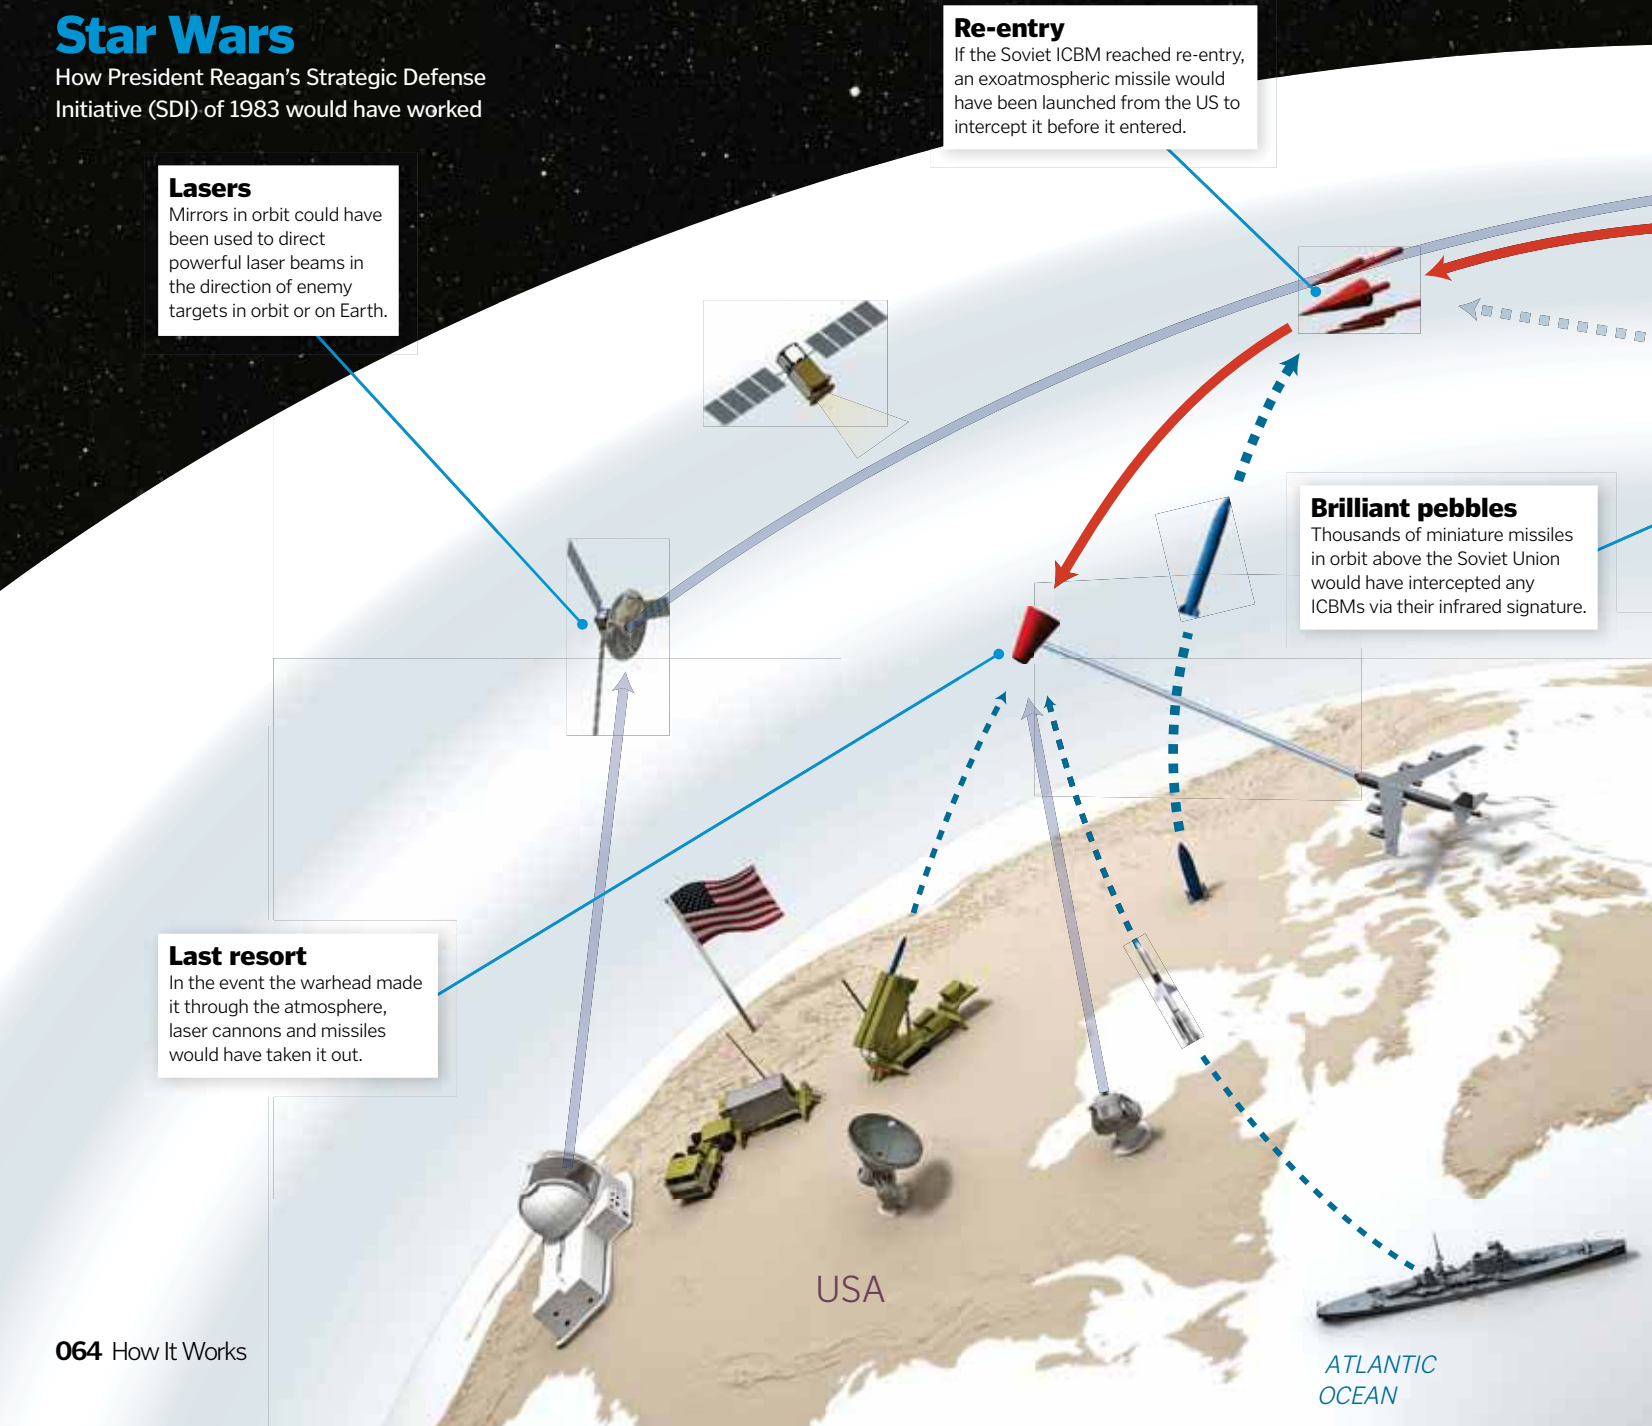 Star Wars
How President Reagan's Strategic Defense
Initiative (SDI) of 1983 would have worked
Re-entry
If the Soviet ICBM reached re-entry,
an exoatmospheric missile would
have been launched from the US to
intercept it before it entered.
Lasers
Mirrors in orbit could have
been used to direct
powerful laser beams in
the direction of enemy
targets in orbit or on Earth.
Brilliant pebbles
Thousands of miniature missiles
in orbit above the Soviet Union
would have intercepted any
ICBMs via their infrared signature.
Last resort
In the event the warhead made
it through the atmosphere,
laser cannons and missiles
would have taken it out.
USA
ATLANTIC
OCEAN
064 How It Works